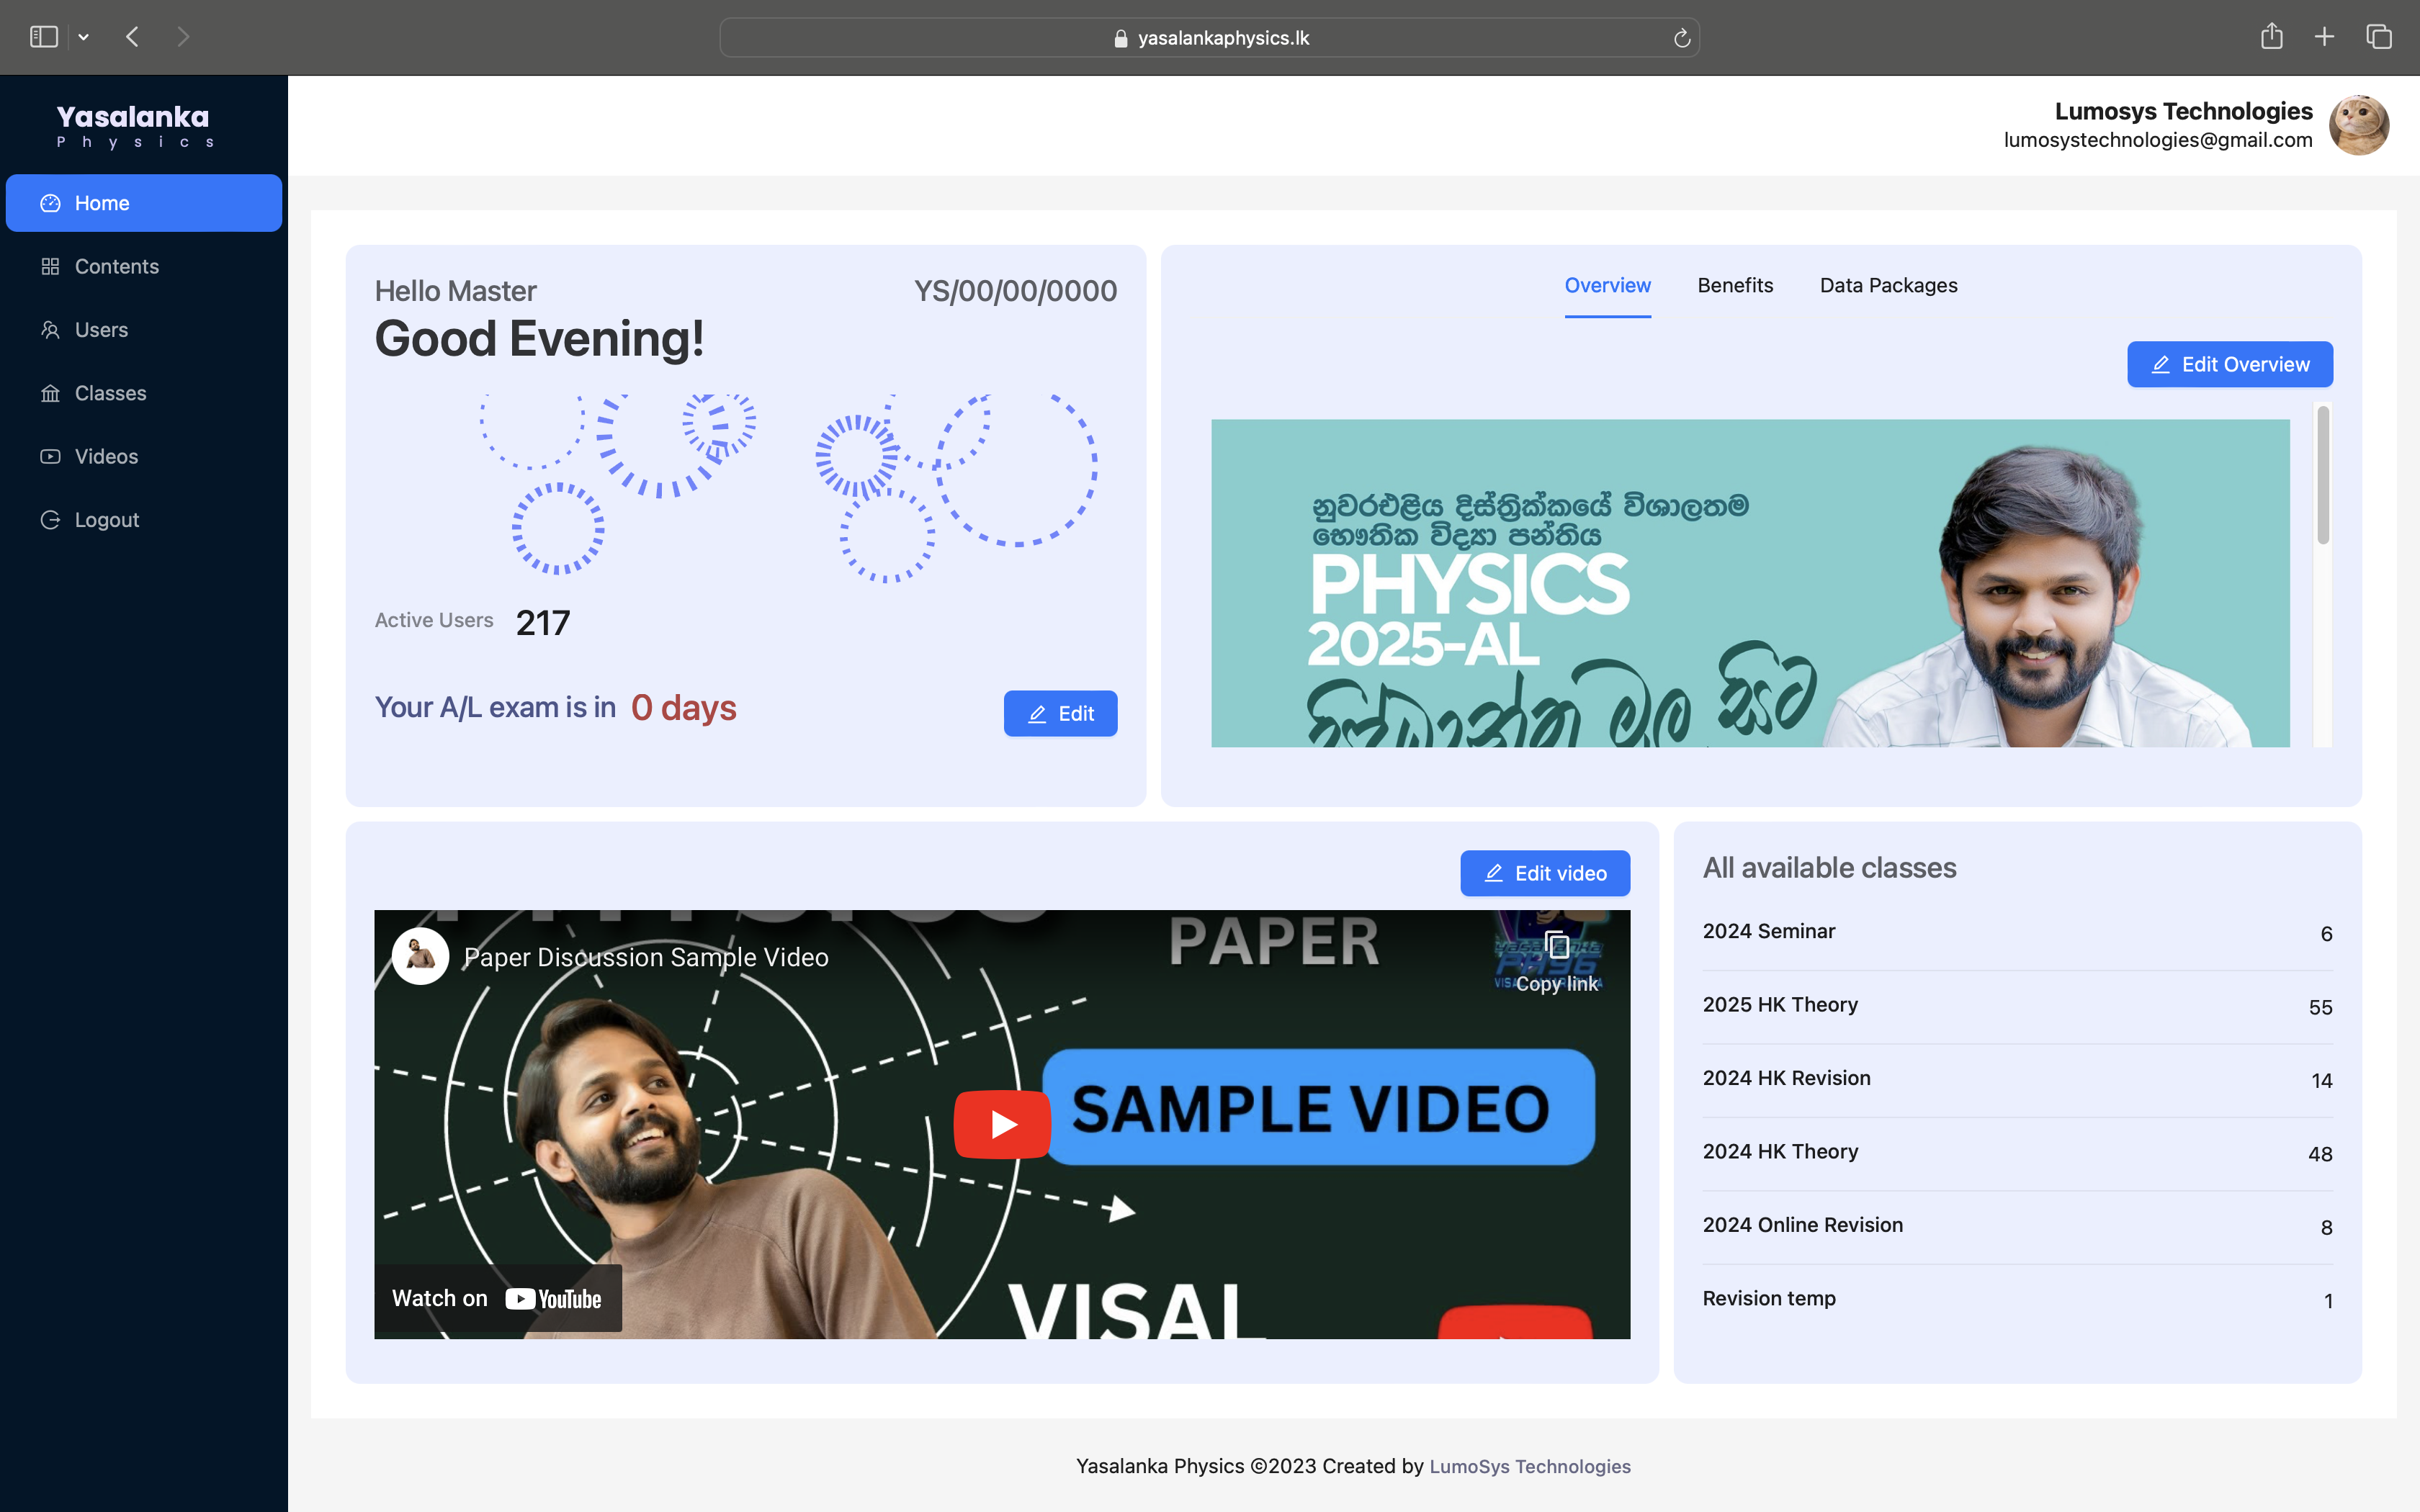 yasalankaphysics.lk
Yasalanka
Physics
Lumosys Technologies
lumosystechnologies@gmail.com
Home
Contents
Users
Classes
Videos
Logout
Hello Master
YS/00/00/0000
Good Evening!
Active Users 217
Your A/L exam is in 0 days
Edit
Overview Benefits Data Packages
Edit Overview
නුවරඑළිය දිස්ත්‍රික්කයේ විශාලතම
භෞතික විද්‍යා පන්තිය
PHYSICS
2025-AL
මුල සිට
Edit video
PHYSICS
PAPER
Paper Discussion Sample Video
Copy link
SAMPLE VIDEO
VISAL
Watch on YouTube
All available classes
2024 Seminar 6
2025 HK Theory 55
2024 HK Revision 14
2024 HK Theory 48
2024 Online Revision 8
Revision temp 1
Yasalanka Physics ©2023 Created by LumoSys Technologies